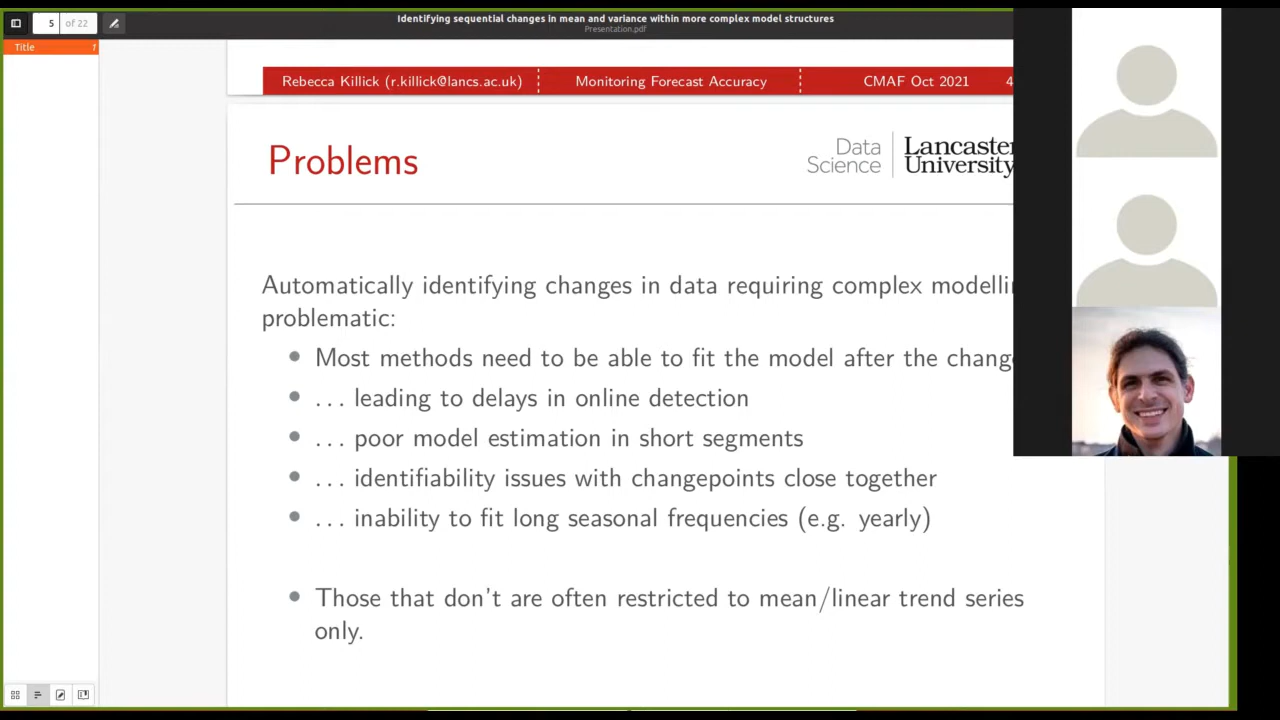 Identifying sequential changes in mean and variance within more complex model structures
Presentation.pdf
5 of 22
Title 1
Rebecca Killick (r.killick@lancs.ac.uk) Monitoring Forecast Accuracy CMAF Oct 2021 4
Problems
Data Science
Lancaster University
Automatically identifying changes in data requiring complex modelli
problematic:
• Most methods need to be able to fit the model after the change
• ... leading to delays in online detection
• ... poor model estimation in short segments
• ... identifiability issues with changepoints close together
• ... inability to fit long seasonal frequencies (e.g. yearly)
• Those that don't are often restricted to mean/linear trend series
only.